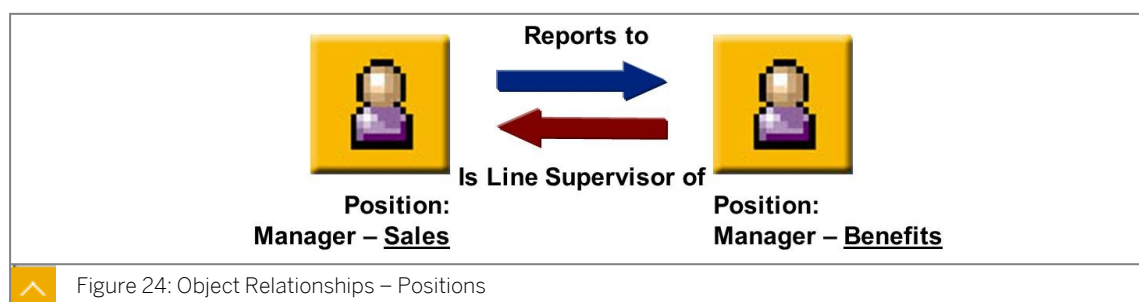 Reports to
Is Line Supervisor of
Position:
Manager – Sales
Position:
Manager – Benefits
Figure 24: Object Relationships – Positions